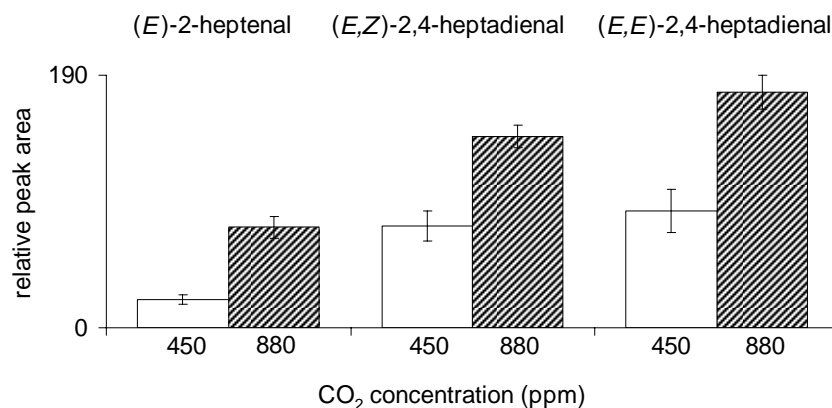 (E)-2-heptenal (E,Z)-2,4-heptadienal (E,E)-2,4-heptadienal
190
relative peak area
0
450 880 450 880 450 880
CO₂ concentration (ppm)